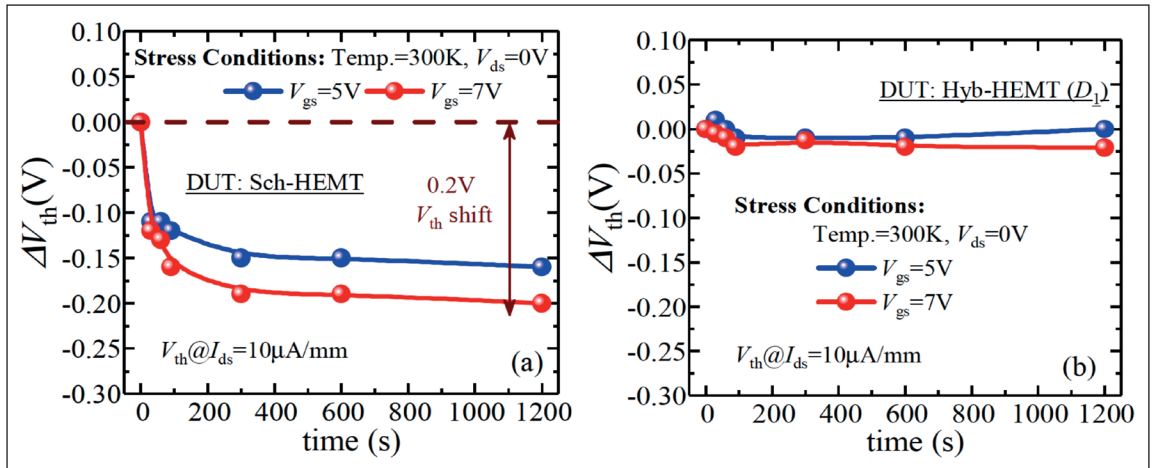 0.10
0.05
0.00
-0.05
-0.10
-0.15
-0.20
-0.25
-0.30
ΔVth(V)
Stress Conditions: Temp.=300K, Vds=0V
Vgs=5V Vgs=7V
DUT: Sch-HEMT
0.2V
Vth shift
Vth@Ids=10μA/mm
(a)
0 200 400 600 800 1000 1200
time (s)
0.10
0.05
0.00
-0.05
-0.10
-0.15
-0.20
-0.25
-0.30
ΔVth(V)
DUT: Hyb-HEMT (D1)
Stress Conditions:
Temp.=300K, Vds=0V
Vgs=5V
Vgs=7V
Vth@Ids=10μA/mm
(b)
0 200 400 600 800 1000 1200
time (s)